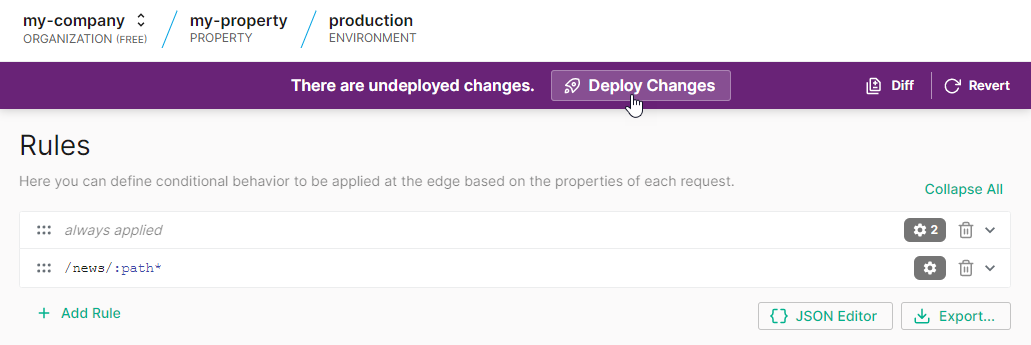 my-company my-property production
ORGANIZATION (FREE) PROPERTY ENVIRONMENT
There are undeployed changes. Deploy Changes Diff Revert
Rules
Here you can define conditional behavior to be applied at the edge based on the properties of each request.
Collapse All
always applied 2
/news/:path*
Add Rule JSON Editor Export...